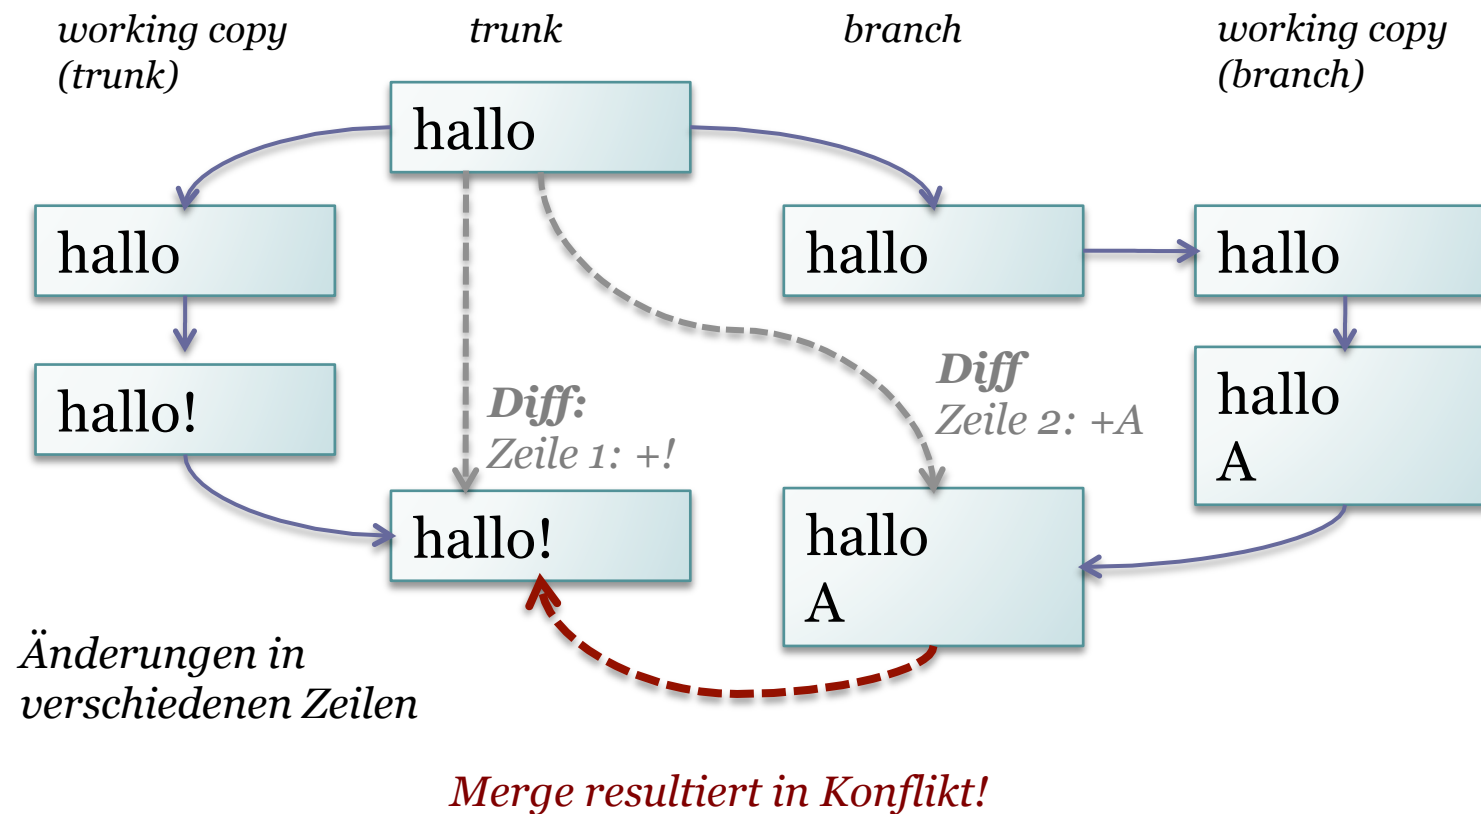 working copy
(trunk)
trunk
branch
working copy
(branch)
hallo
hallo
hallo
hallo
hallo!
Diff:
Zeile 1: +!
Diff
Zeile 2: +A
hallo
A
hallo!
hallo
A
Änderungen in
verschiedenen Zeilen
Merge resultiert in Konflikt!